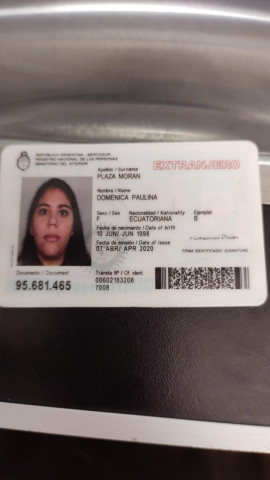 REPUBLICA ARGENTINA - MERCOSUR
REGISTRO NACIONAL DE LAS PERSONAS
MINISTERIO DEL INTERIOR
EXTRANJERO
Apellido / Surname
PLAZA MORAN
Nombre / Name
DOMENICA PAULINA
Sexo / Sex Nacionalidad / Nationality Ejemplar
F ECUATORIANA B
Fecha de nacimiento / Date of birth
10 JUN/ JUN 1998
Fecha de emisión / Date of issue
07 ABR/ APR 2020
FIRMA IDENTIFICADO/ SIGNATURE
Documento / Document
95.681.465
Trámite Nº / Of. ident.
00602183208
7008